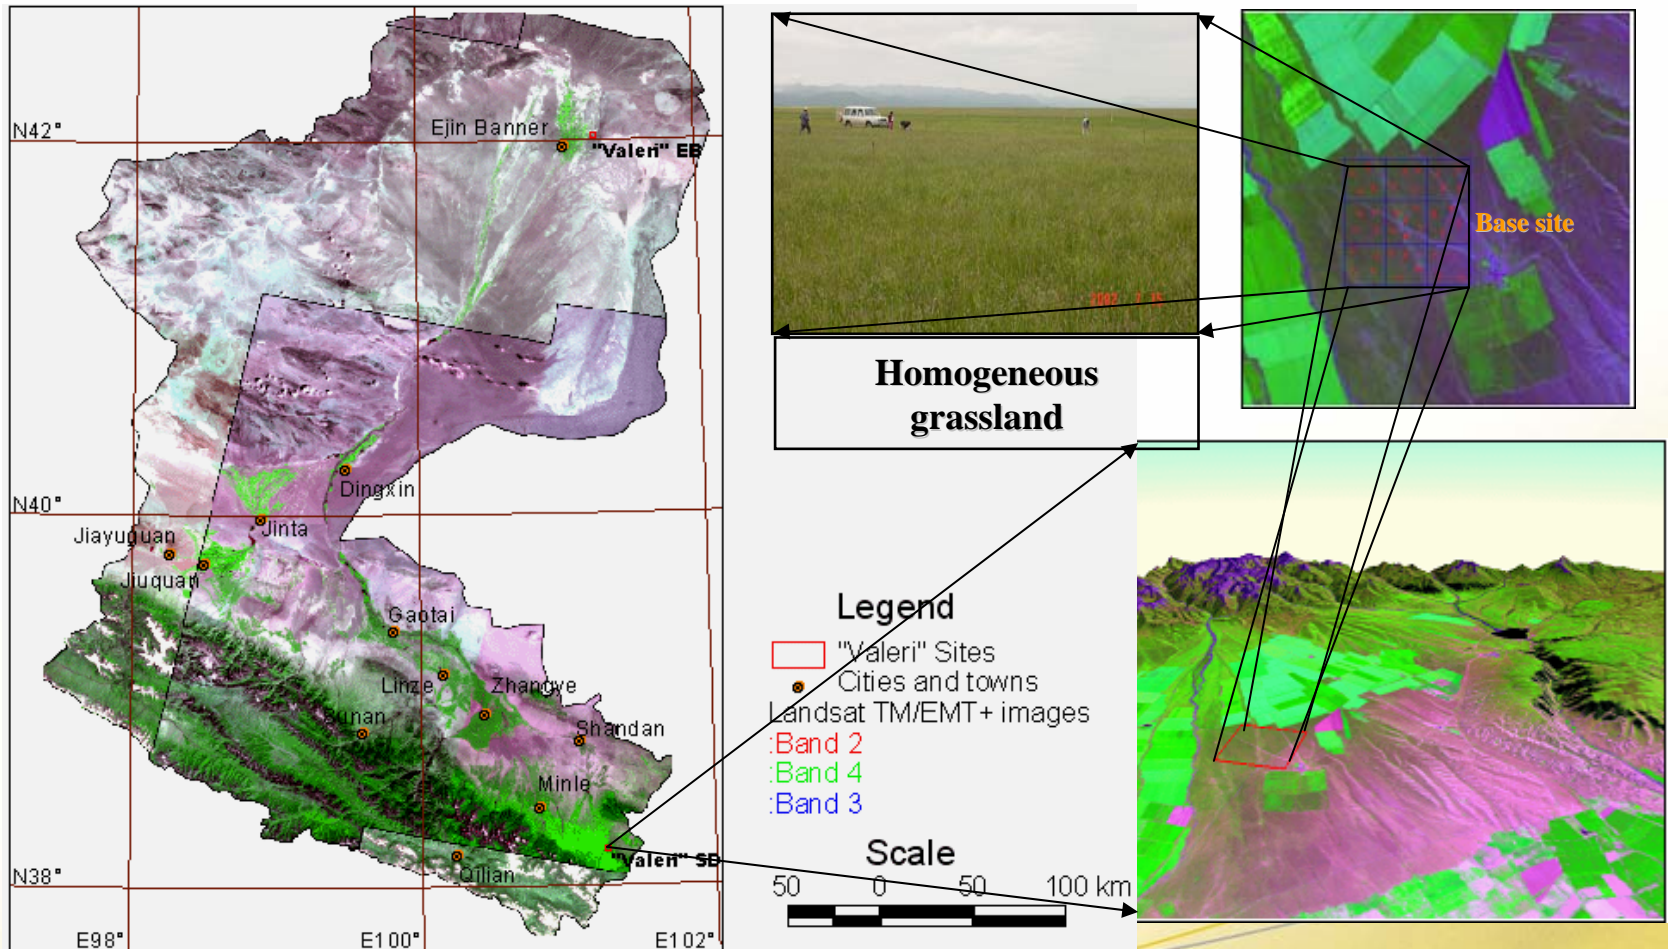 N42°
Ejin Banner
"Valeri" EB
Dingxin
N40°
Jinta
Jiayuguan
Jiuquan
Gaotai
Linze
Zhangye
Sunan
Shandan
Minle
"Valeri" SD
Qilian
N38°
E98°
E100°
E102°
Homogeneous
grassland
Base site
Legend
"Valeri" Sites
Cities and towns
Landsat TM/EMT+ images
:Band 2
:Band 4
:Band 3
Scale
50 0 50 100 km